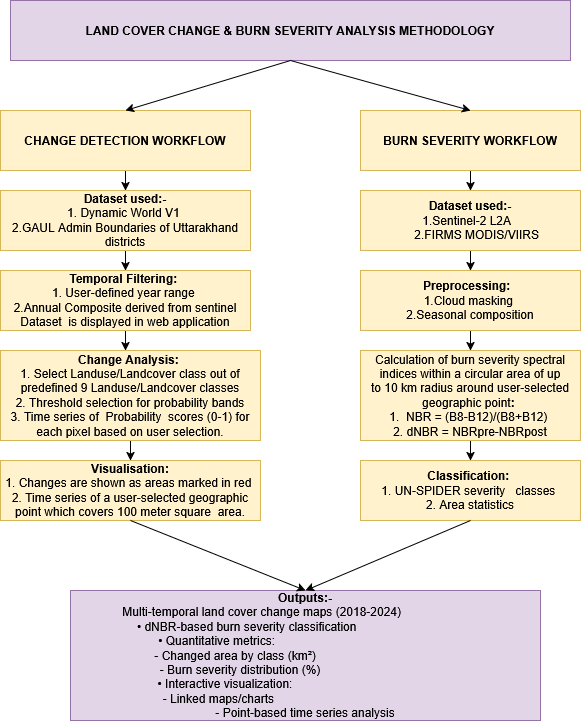 LAND COVER CHANGE & BURN SEVERITY ANALYSIS METHODOLOGY
CHANGE DETECTION WORKFLOW
Dataset used:-
1. Dynamic World V1
2.GAUL Admin Boundaries of Uttarakhand
districts
Temporal Filtering:
1. User-defined year range
2.Annual Composite derived from sentinel
Dataset is displayed in web application
Change Analysis:
1. Select Landuse/Landcover class out of
predefined 9 Landuse/Landcover classes
2. Threshold selection for probability bands
3. Time series of Probability scores (0-1) for
each pixel based on user selection.
Visualisation:
1. Changes are shown as areas marked in red
2. Time series of a user-selected geographic
point which covers 100 meter square area.
BURN SEVERITY WORKFLOW
Dataset used:-
1.Sentinel-2 L2A
2.FIRMS MODIS/VIIRS
Preprocessing:
1.Cloud masking
2.Seasonal composition
Calculation of burn severity spectral
indices within a circular area of up
to 10 km radius around user-selected
geographic point:
1. NBR = (B8-B12)/(B8+B12)
2. dNBR = NBRpre-NBRpost
Classification:
1. UN-SPIDER severity classes
2. Area statistics
Outputs:-
Multi-temporal land cover change maps (2018-2024)
• dNBR-based burn severity classification
• Quantitative metrics:
- Changed area by class (km²)
- Burn severity distribution (%)
• Interactive visualization:
- Linked maps/charts
- Point-based time series analysis